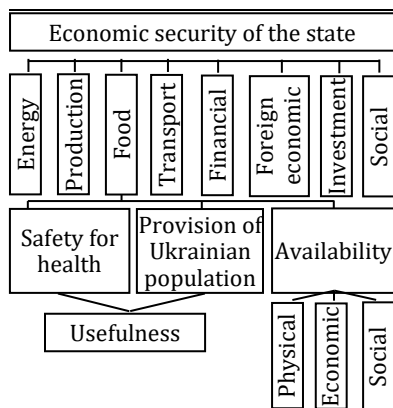 Economic security of the state
Energy
Production
Food
Transport
Financial
Foreign
economic
Investment
Social
Safety for
health
Provision of
Ukrainian
population
Availability
Usefulness
Physical
Economic
Social